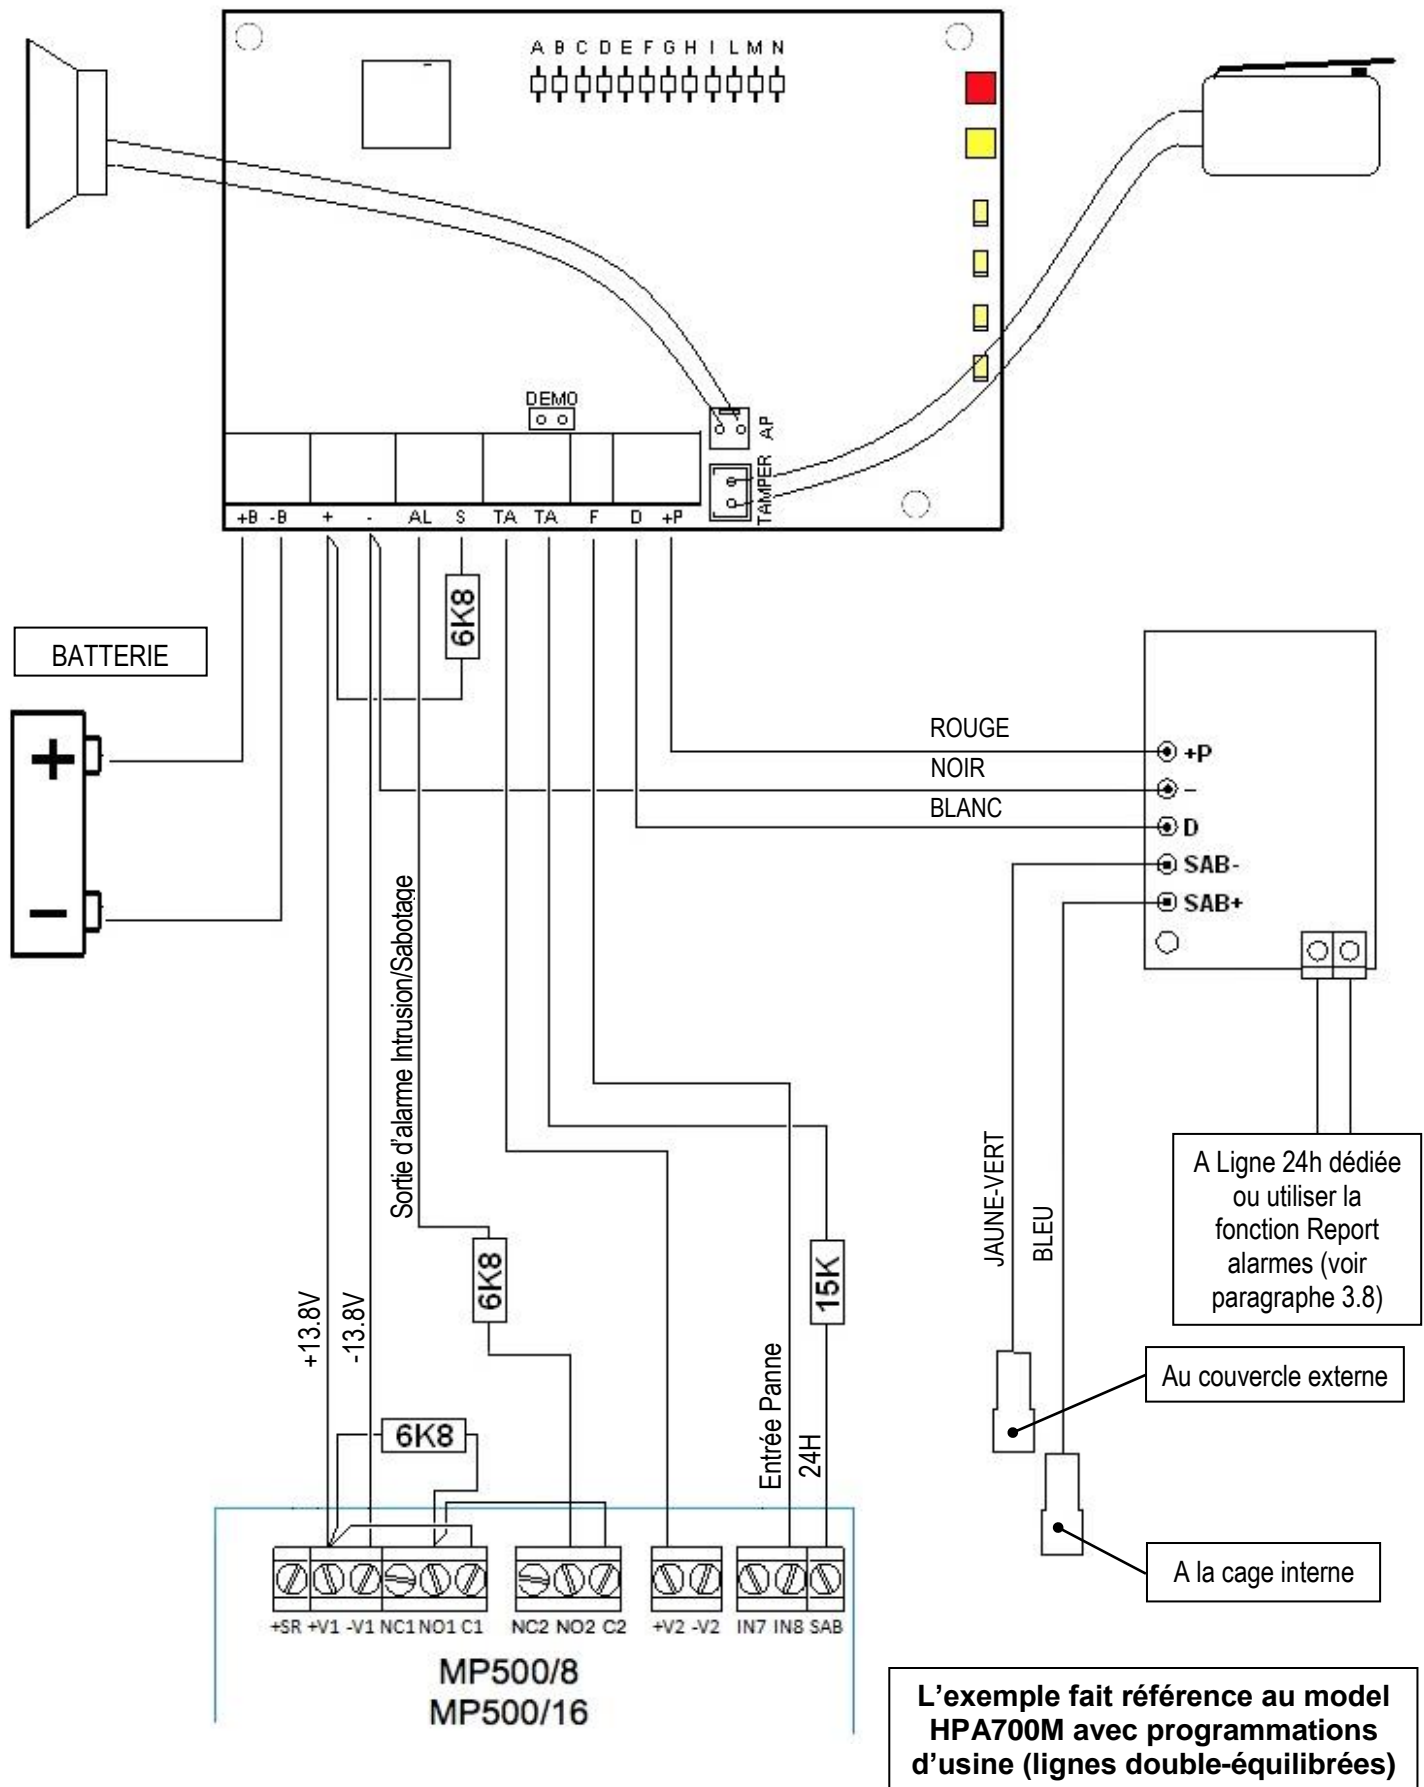 A B C D E F G H I L M N
DEMO
AP
TAMPER
+B -B + - AL S TA TA F D +P
6K8
BATTERIE
+
−
ROUGE
NOIR
BLANC
+P
–
D
SAB-
SAB+
Sortie d'alarme Intrusion/Sabotage
+13.8V
-13.8V
6K8
6K8
15K
Entrée Panne
24H
JAUNE-VERT
BLEU
A Ligne 24h dédiée
ou utiliser la
fonction Report
alarmes (voir
paragraphe 3.8)
Au couvercle externe
A la cage interne
+SR +V1 -V1 NC1 NO1 C1 NC2 NO2 C2 +V2 -V2 IN7 IN8 SAB
MP500/8
MP500/16
L'exemple fait référence au model
HPA700M avec programmations
d'usine (lignes double-équilibrées)